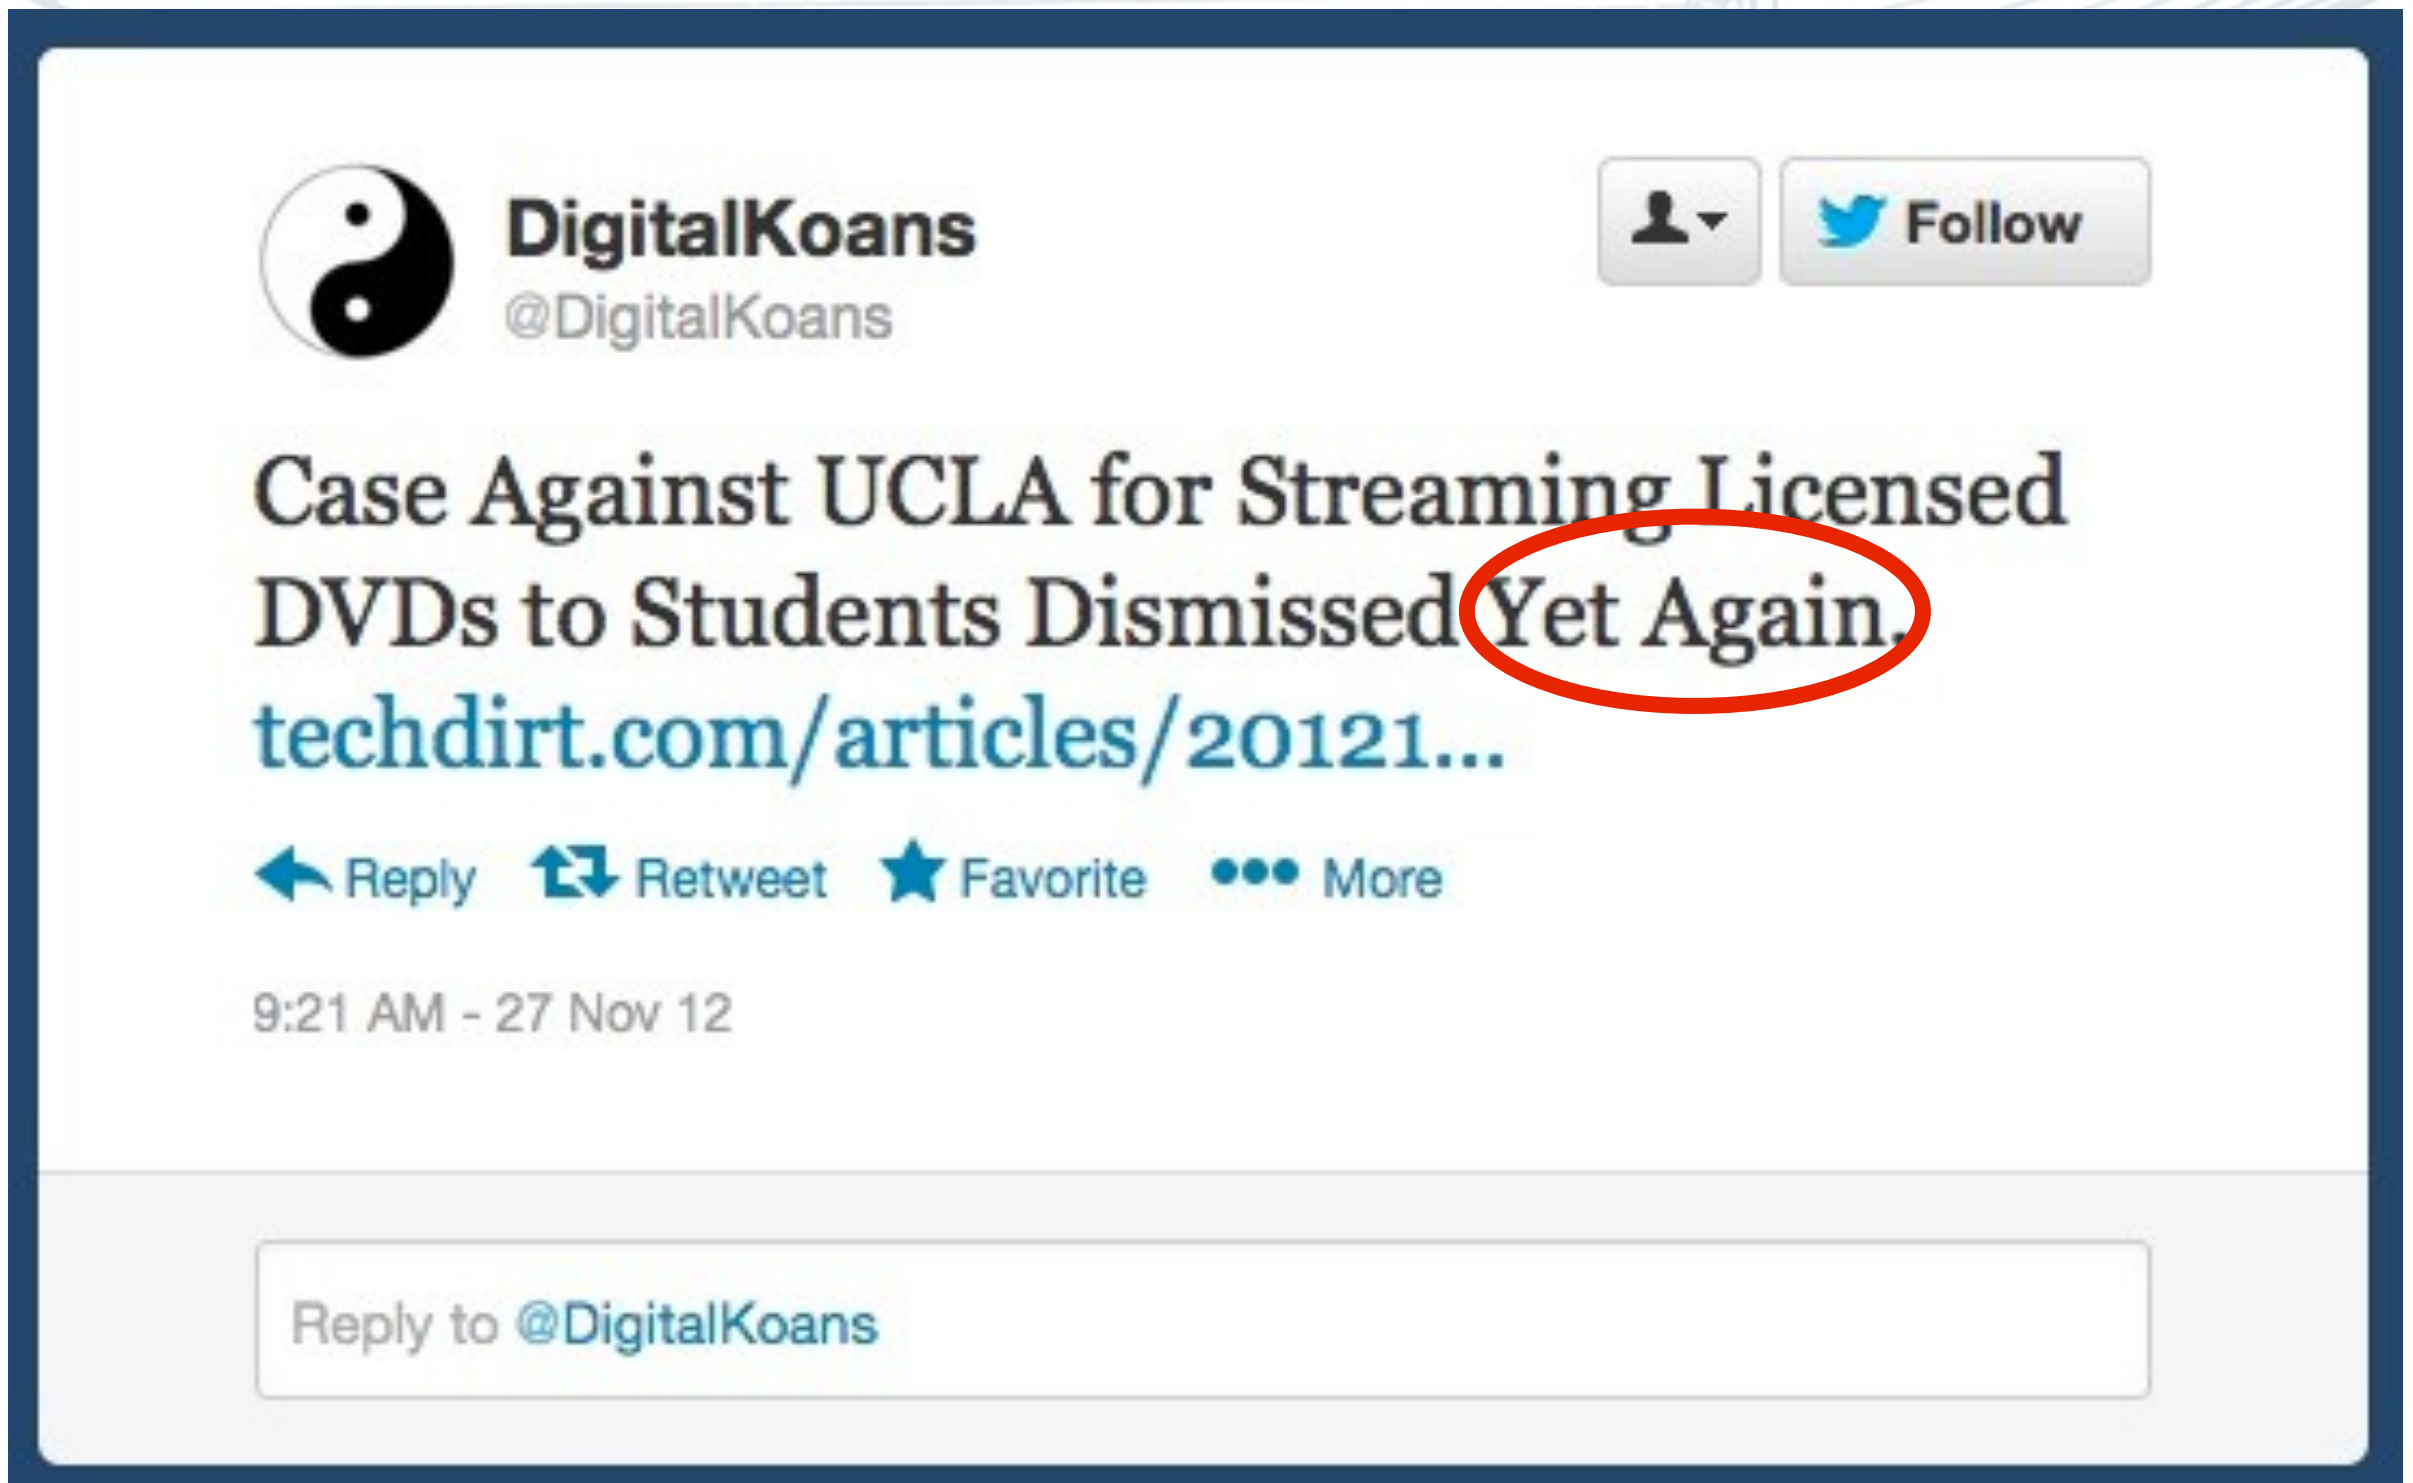 DigitalKoans
@DigitalKoans
Follow
Case Against UCLA for Streaming Licensed
DVDs to Students Dismissed Yet Again.
techdirt.com/articles/20121...
Reply Retweet Favorite More
9:21 AM - 27 Nov 12
Reply to @DigitalKoans